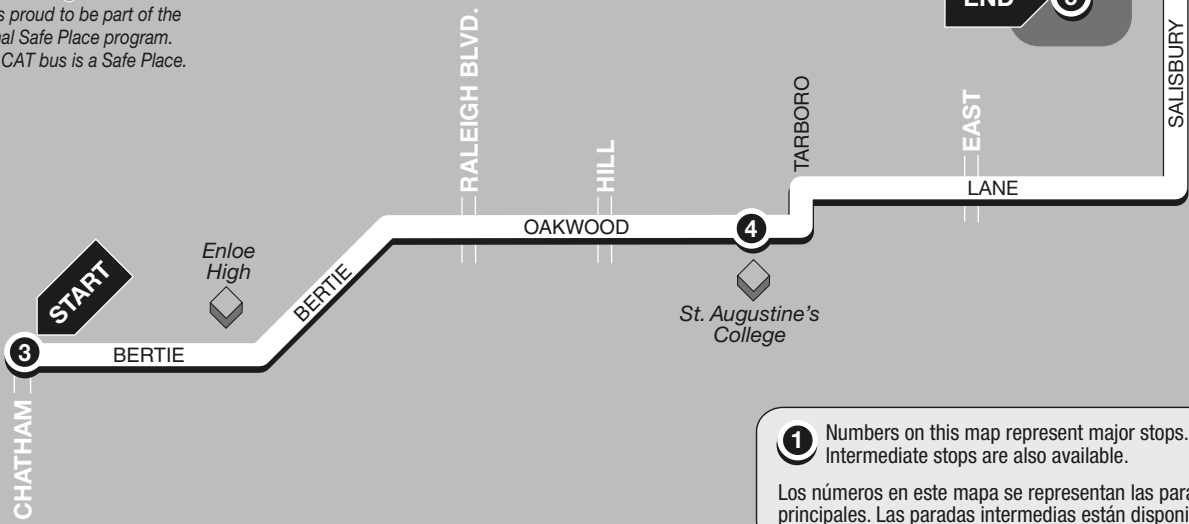 s proud to be part of the
al Safe Place program.
CAT bus is a Safe Place.
END
SALISBURY
RALEIGH BLVD.
HILL
TARBORO
EAST
LANE
OAKWOOD
4
St. Augustine's
College
Enloe
High
START
BERTIE
3
BERTIE
CHATHAM
1 Numbers on this map represent major stops.
Intermediate stops are also available.
Los números en este mapa se representan las para
principales. Las paradas intermedias están disponi